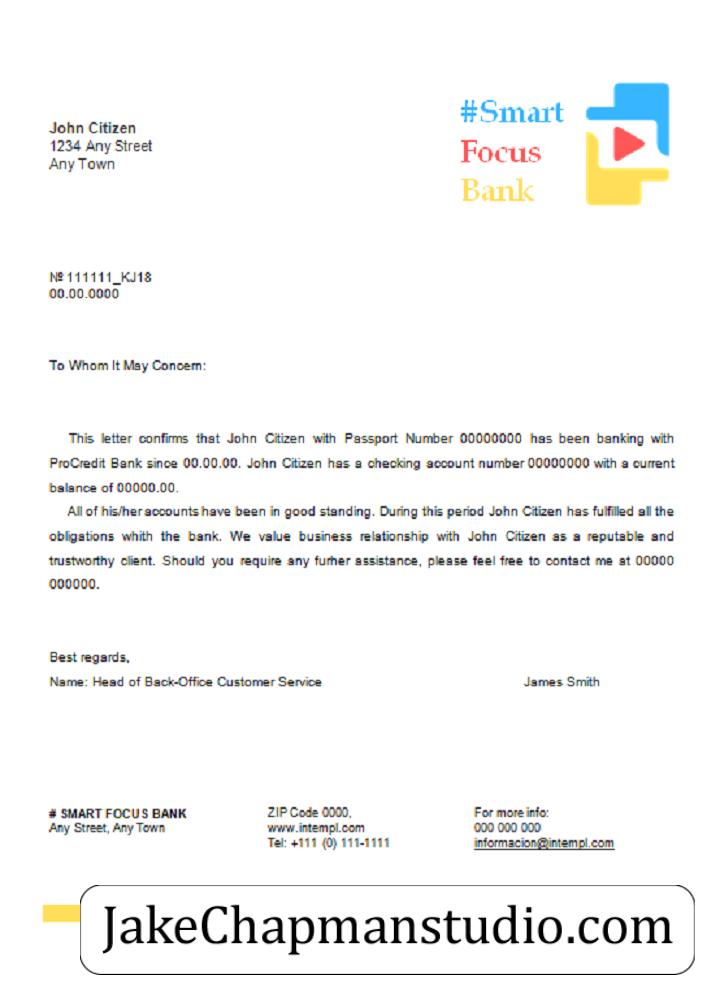 John Citizen
1234 Any Street
Any Town
#Smart
Focus
Bank
№ 111111_KJ18
00.00.0000
To Whom It May Concern:
This letter confirms that John Citizen with Passport Number 00000000 has been banking with
ProCredit Bank since 00.00.00. John Citizen has a checking account number 00000000 with a current
balance of 00000.00.
All of his/her accounts have been in good standing. During this period John Citizen has fulfilled all the
obligations whith the bank. We value business relationship with John Citizen as a reputable and
trustworthy client. Should you require any furher assistance, please feel free to contact me at 00000
000000.
Best regards,
Name: Head of Back-Office Customer Service James Smith
# SMART FOCUS BANK
Any Street, Any Town
ZIP Code 0000,
www.intempl.com
Tel: +111 (0) 111-1111
For more info:
000 000 000
informacion@intempl.com
JakeChapmanstudio.com